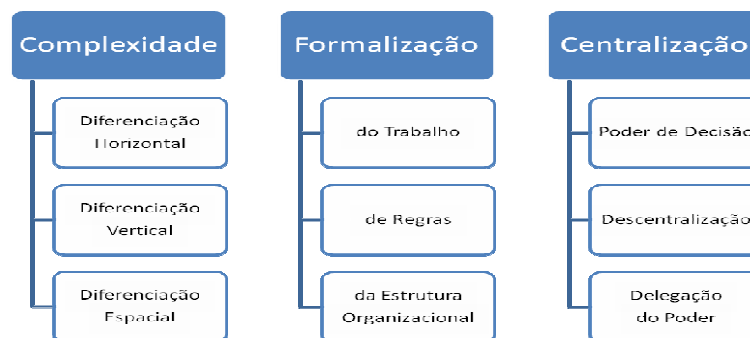 Complexidade
Diferenciação
Horizontal
Diferenciação
Vertical
Diferenciação
Espacial
Formalização
do Trabalho
de Regras
da Estrutura
Organizacional
Centralização
Poder de Decisão
Descentralização
Delegação
do Poder